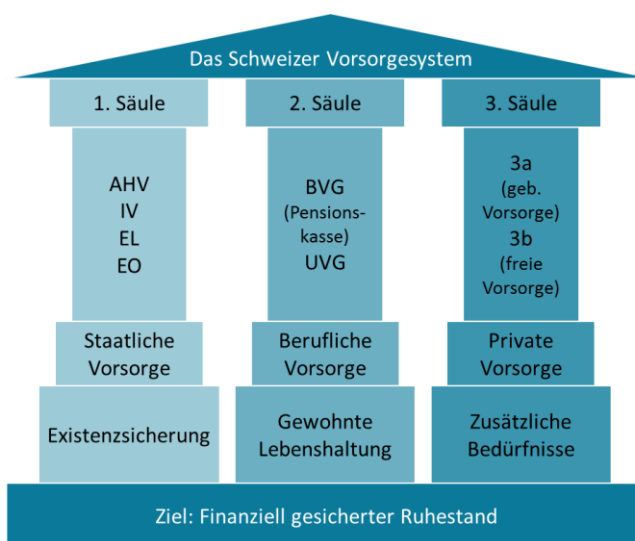 Das Schweizer Vorsorgesystem
1. Säule
AHV
IV
EL
EO
Staatliche
Vorsorge
Existenzsicherung
2. Säule
BVG
(Pensions-
kasse)
UVG
Berufliche
Vorsorge
Gewohnte
Lebenshaltung
3. Säule
3a
(geb.
Vorsorge)
3b
(freie
Vorsorge)
Private
Vorsorge
Zusätzliche
Bedürfnisse
Ziel: Finanziell gesicherter Ruhestand